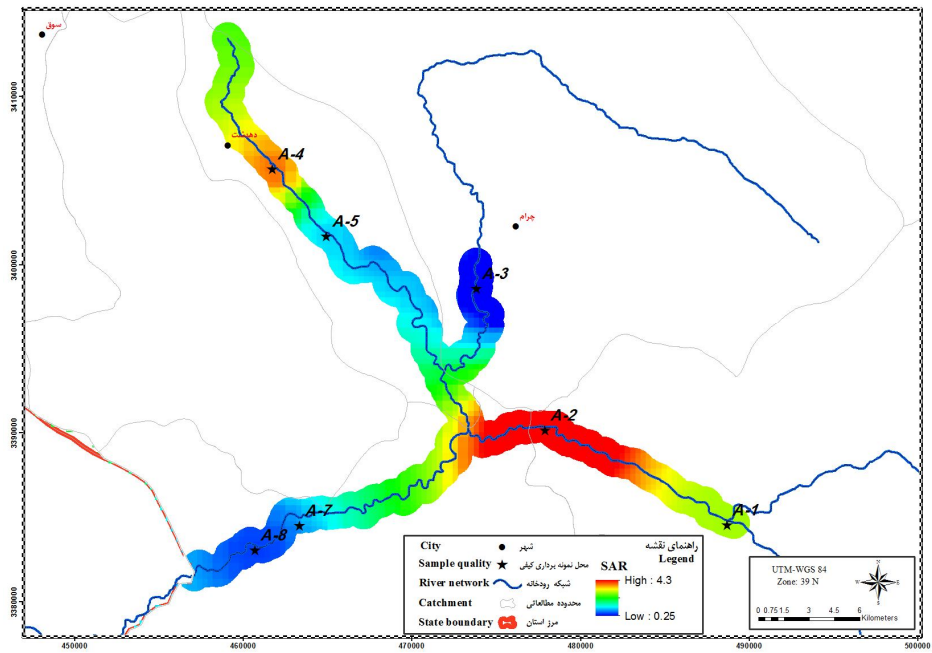 سوق
دهدشت
A-4
A-5
چرام
A-3
A-2
A-1
A-7
A-8
3410000
3400000
3390000
3380000
450000
460000
470000
480000
490000
500000
راهنمای نقشه
Legend
City شهر
Sample quality محل نمونه برداری کیفی
River network شبکه رودخانه
Catchment محدوده مطالعاتی
State boundary مرز استان
SAR
High : 4.3
Low : 0.25
UTM-WGS 84
Zone: 39 N
N
W E
S
0 0.75 1.5 3 4.5 6
Kilometers